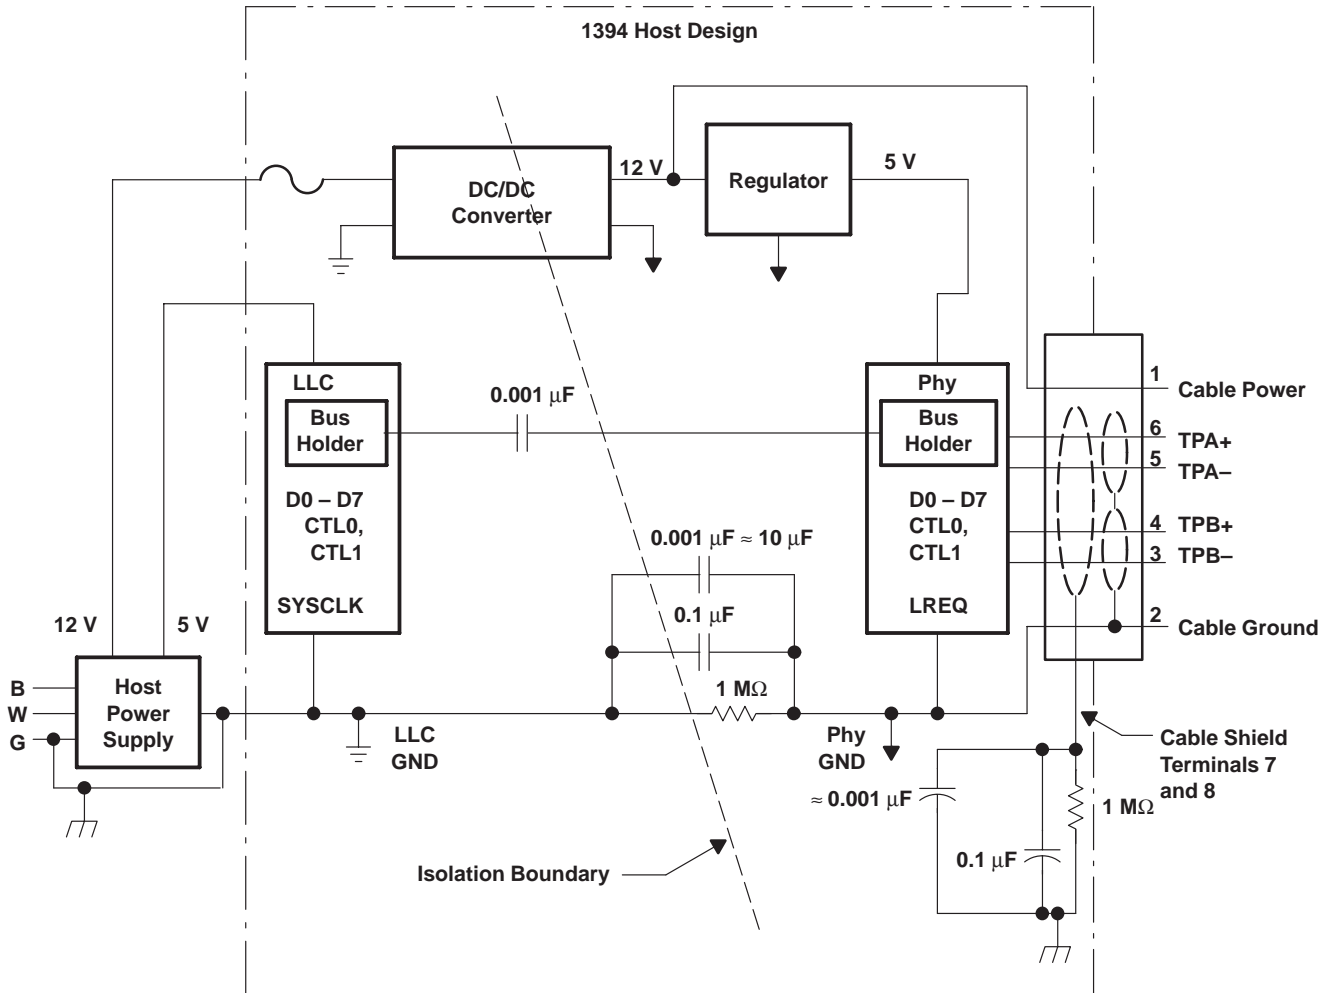 1394 Host Design
12 V
5 V
DC/DC
Converter
Regulator
LLC
Bus
Holder
D0 – D7
CTL0,
CTL1
SYSCLK
0.001 µF
Phy
Bus
Holder
D0 – D7
CTL0,
CTL1
LREQ
1
Cable Power
6
TPA+
5
TPA–
4
TPB+
3
TPB–
2
Cable Ground
0.001 µF ≈ 10 µF
0.1 µF
1 MΩ
12 V
5 V
Host
Power
Supply
B
W
G
LLC
GND
Phy
GND
Cable Shield
Terminals 7
and 8
≈ 0.001 µF
1 MΩ
0.1 µF
Isolation Boundary